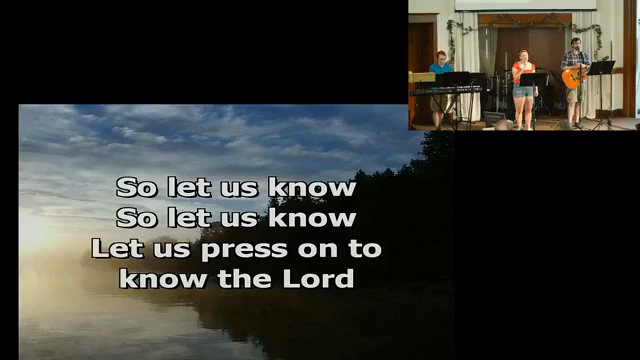 So let us know
So let us know
Let us press on to
know the Lord